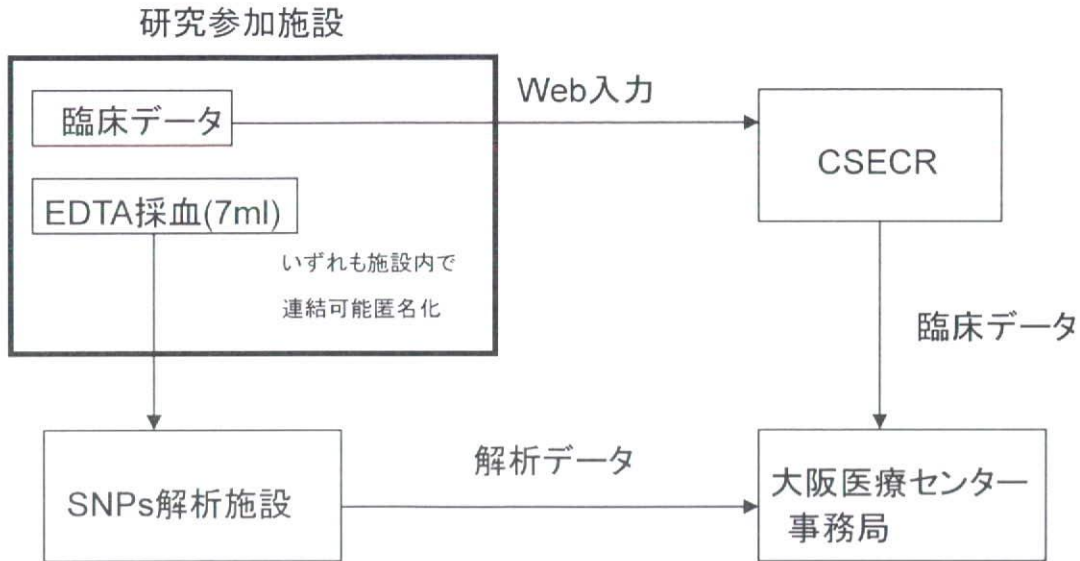 研究参加施設
臨床データ
Web入力
CSECR
EDTA採血(7ml)
いずれも施設内で
連結可能匿名化
臨床データ
SNPs解析施設
解析データ
大阪医療センター
事務局